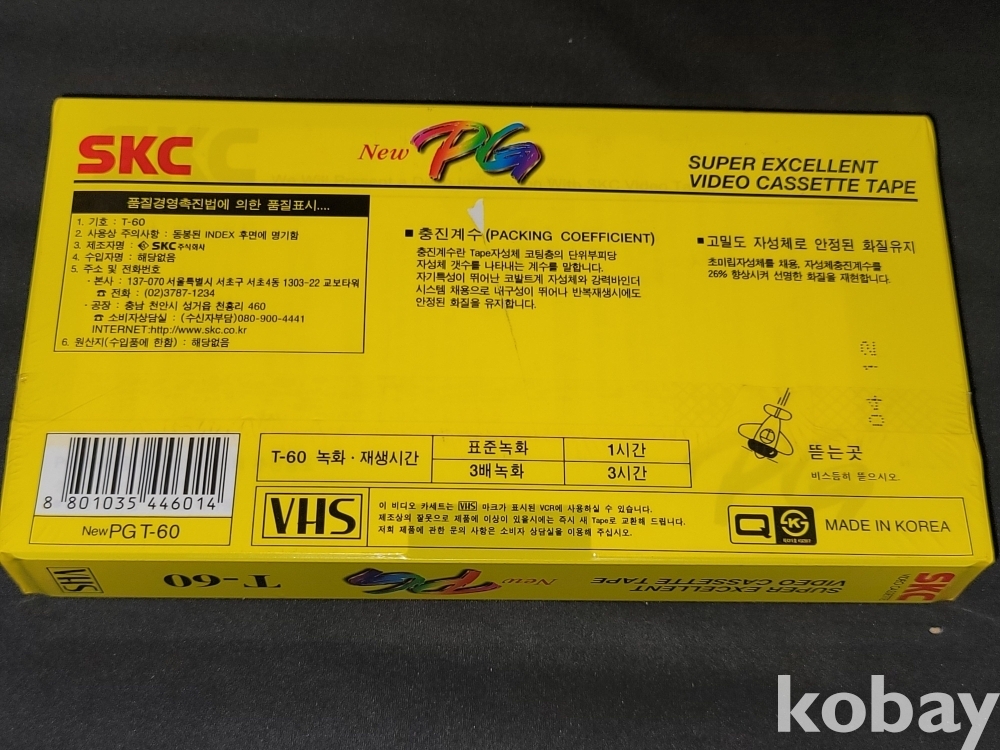 SKC
New PG
SUPER EXCELLENT
VIDEO CASSETTE TAPE
품질경영촉진법에 의한 품질표시....
1. 기호 : T-60
2. 사용상 주의사항 : 동봉된 INDEX 후면에 명기함
3. 제조자명 : SKC 주식회사
4. 수입자명 : 해당없음
5. 주소 및 전화번호
· 본사 : 137-070 서울특별시 서초구 서초4동 1303-22 교보타워
☎ 전화 : (02)3787-1234
· 공장 : 충남 천안시 성거읍 천흥리 460
☎ 소비자상담실 : (수신자부담)080-900-4441
INTERNET:http://www.skc.co.kr
6. 원산지(수입품에 한함) : 해당없음
■ 충진계수(PACKING COEFFICIENT)
충진계수란 Tape자성체 코팅층의 단위부피당
자성체 갯수를 나타내는 계수를 말합니다.
자기특성이 뛰어난 코발트계 자성체와 강력바인더
시스템 채용으로 내구성이 뛰어나 반복재생시에도
안정된 화질을 유지합니다.
■고밀도 자성체로 안정된 화질유지
초미립자성체를 채용, 자성체충진계수를
26% 향상시켜 선명한 화질을 재현합니다.
뜯는곳
비스듬히 뜯으시오.
8 801035 446014
New PG T-60
T-60 녹화 · 재생시간
표준녹화 1시간
3배녹화 3시간
VHS
이 비디오 카세트는 VHS 마크가 표시된 VCR에 사용하실 수 있습니다.
제조상의 잘못으로 제품에 이상이 있을시에는 즉시 새 Tape로 교환해 드립니다.
저희 제품에 관한 문의 사항은 소비자 상담실을 이용해 주십시오.
Q
MADE IN KOREA
VHS
T-60
New PG
SUPER EXCELLENT
VIDEO CASSETTE TAPE
SKC
kobay